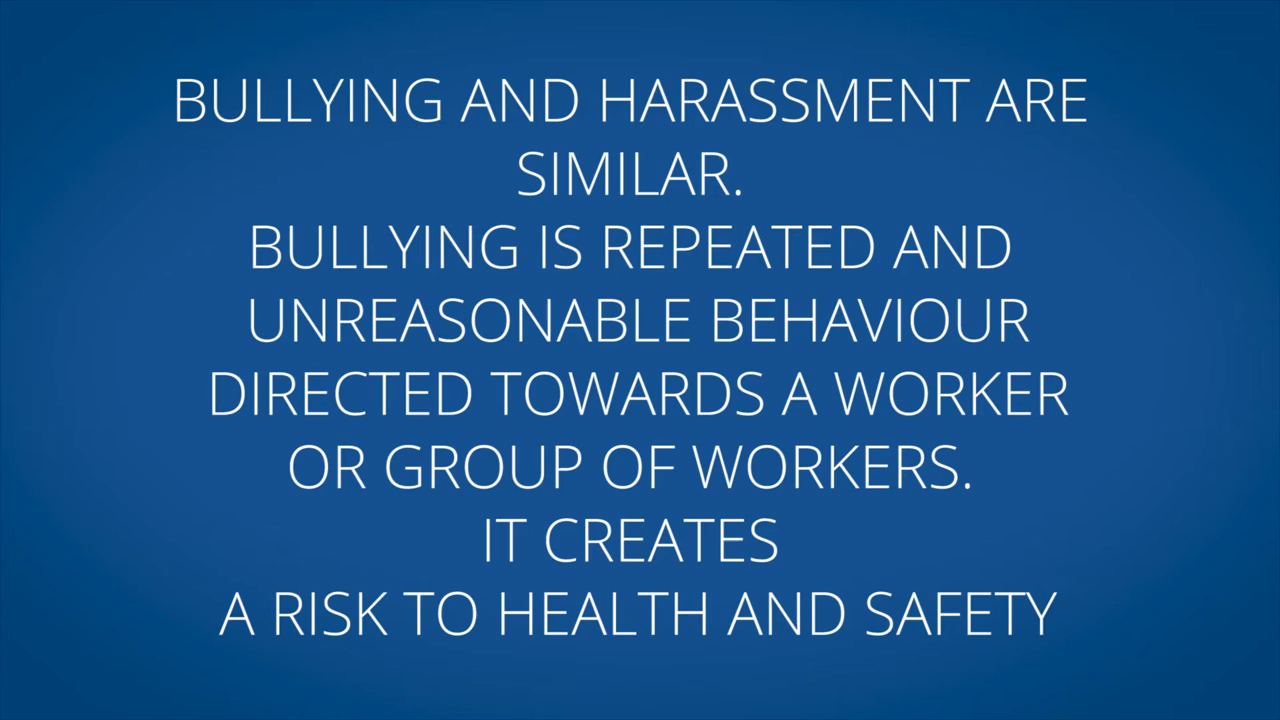 BULLYING AND HARASSMENT ARE
SIMILAR.
BULLYING IS REPEATED AND
UNREASONABLE BEHAVIOUR
DIRECTED TOWARDS A WORKER
OR GROUP OF WORKERS.
IT CREATES
A RISK TO HEALTH AND SAFETY